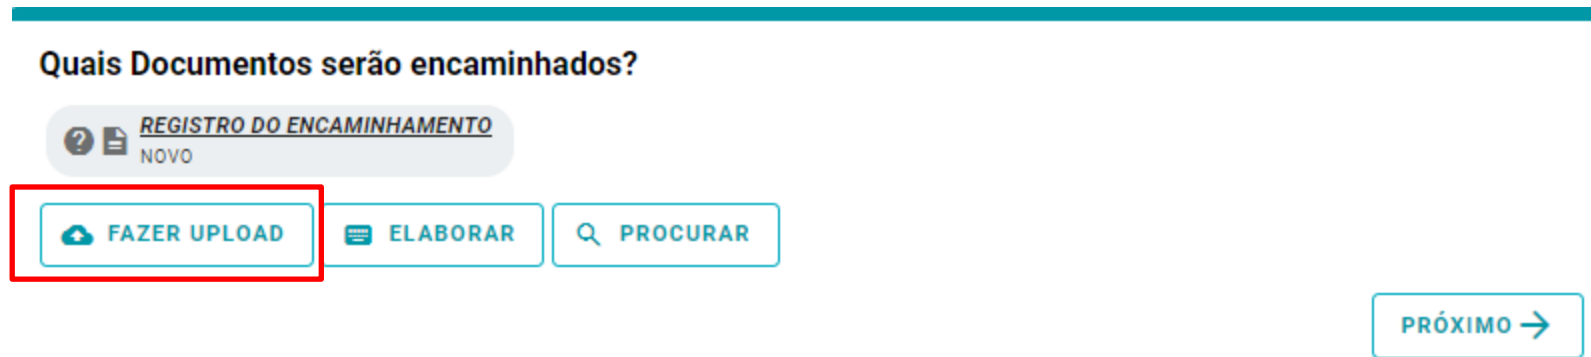 Quais Documentos serão encaminhados?
REGISTRO DO ENCAMINHAMENTO
NOVO
FAZER UPLOAD ELABORAR PROCURAR
PRÓXIMO